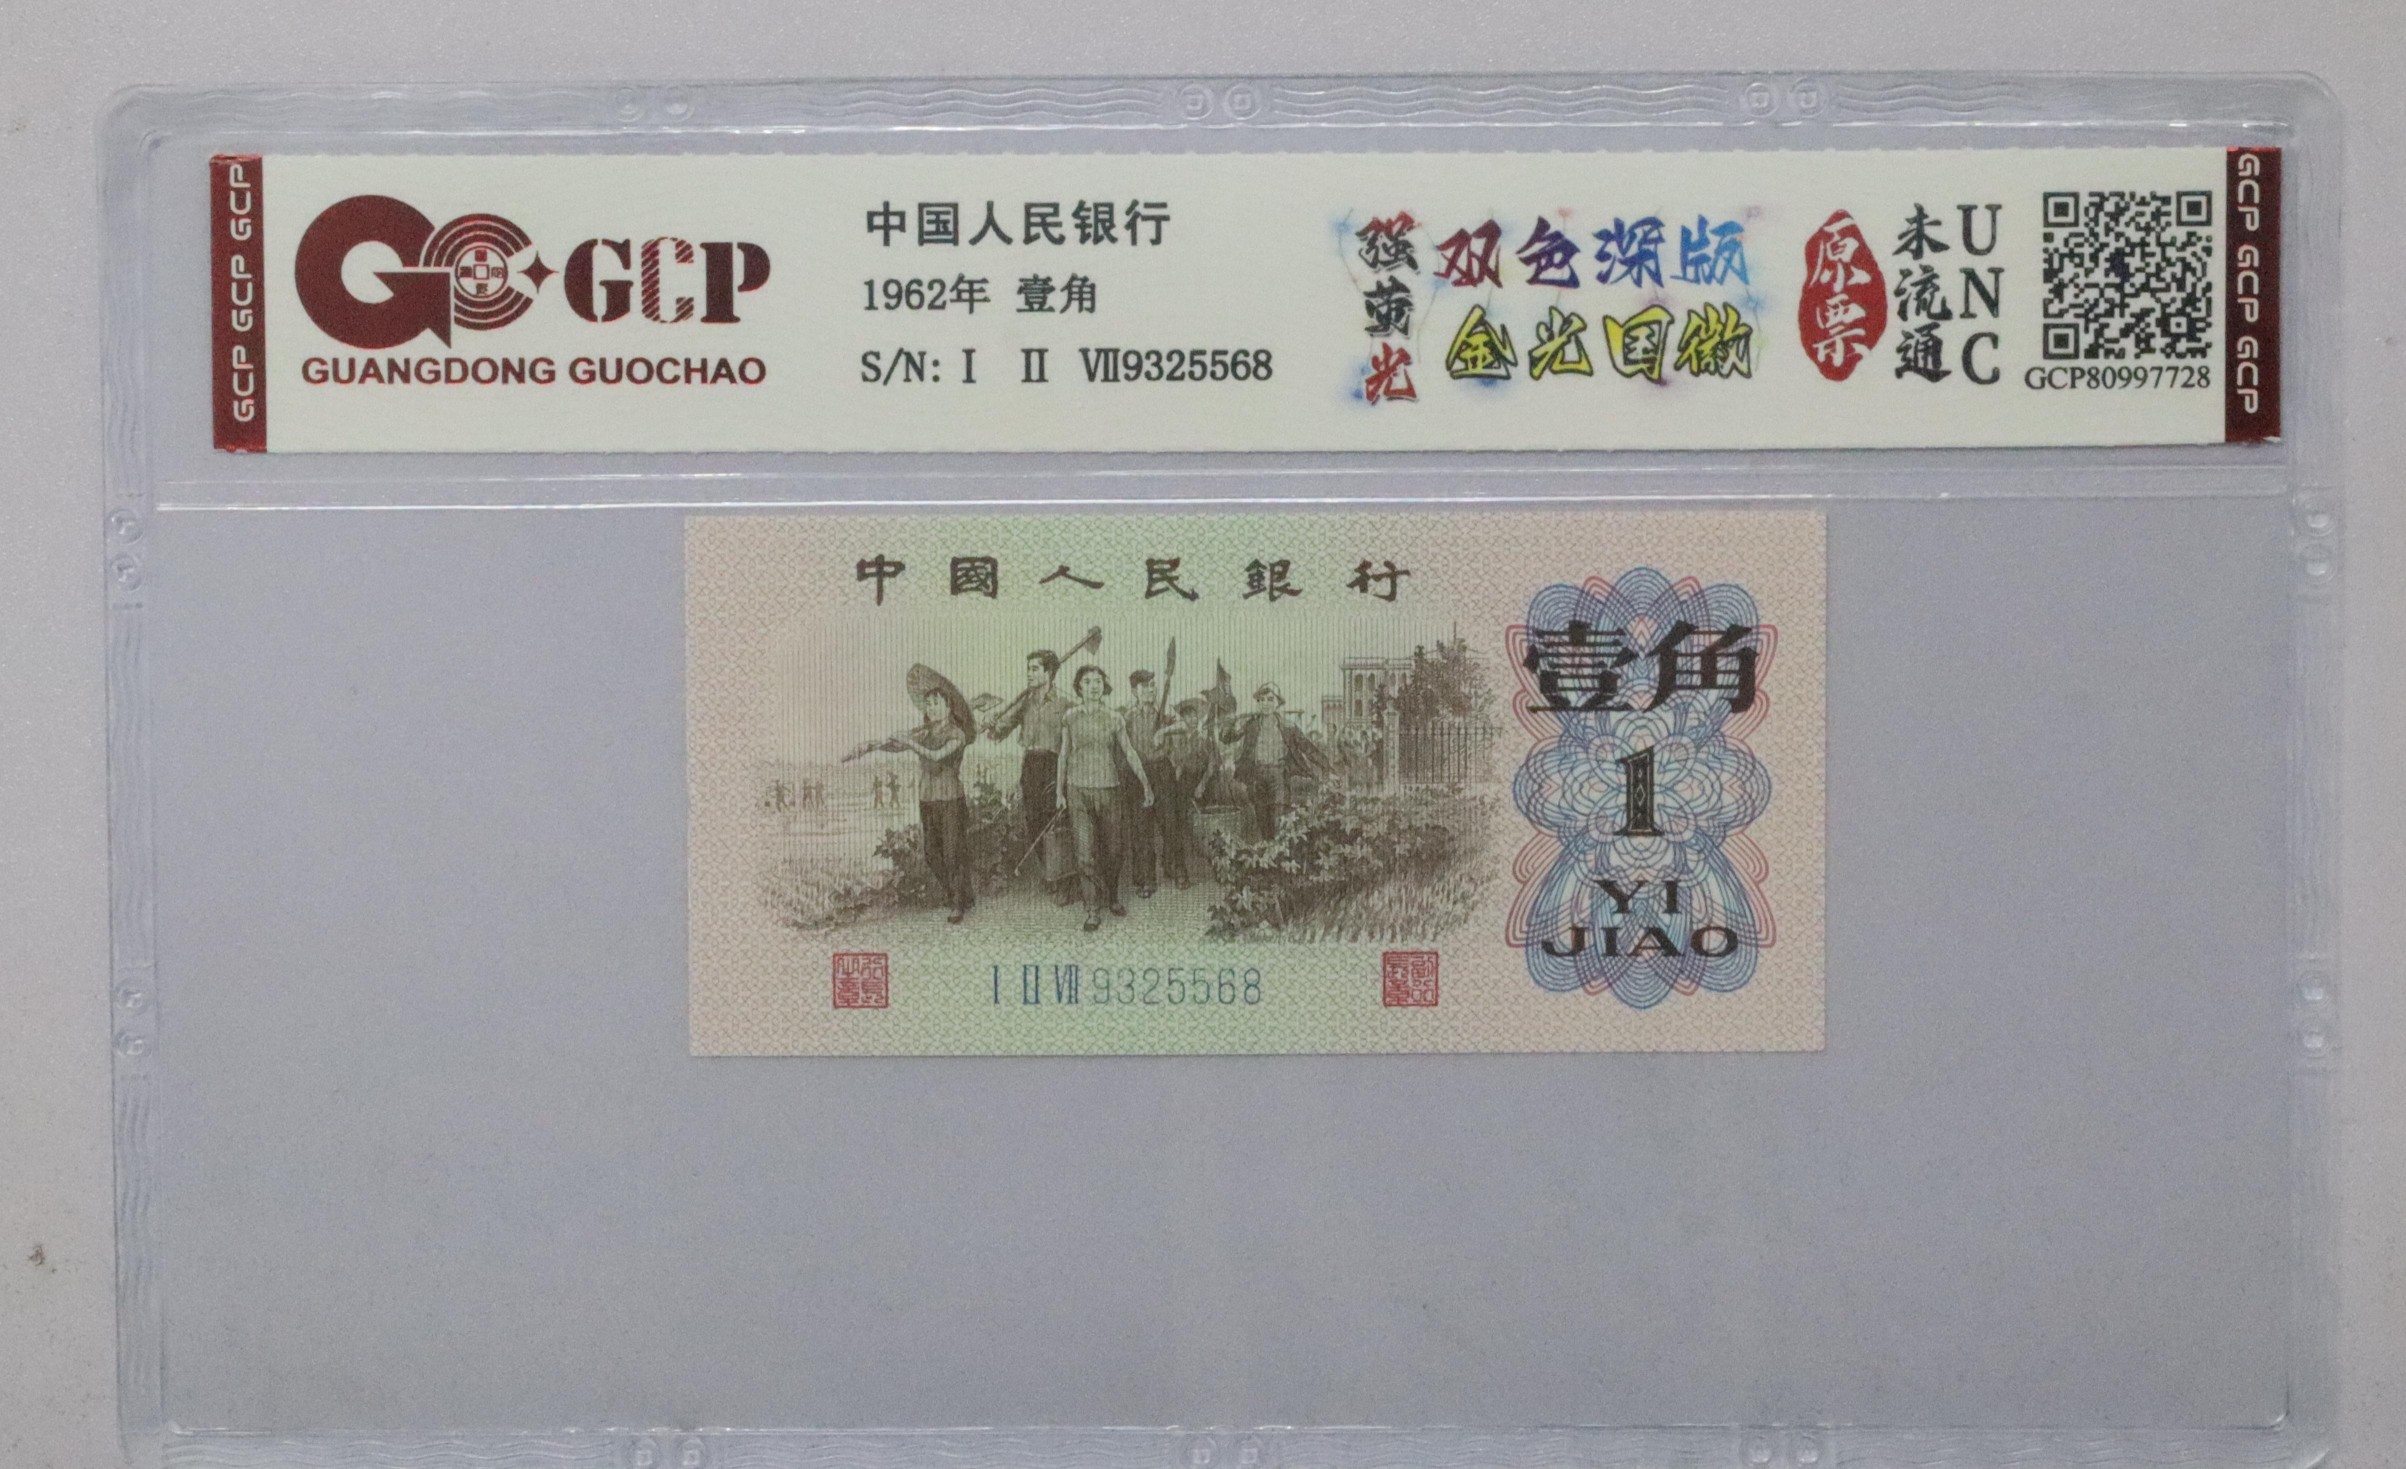 GCP GCP GCP
GCP
GUANGDONG GUOCHAO
中国人民银行
1962年 壹角
S/N: I II VII9325568
强荧光
双色深版
金光国徽
原票
未流通
UNC
GCP80997728
GCP GCP GCP
中國人民銀行
壹角
1
YI
JIAO
I II VII 9325568